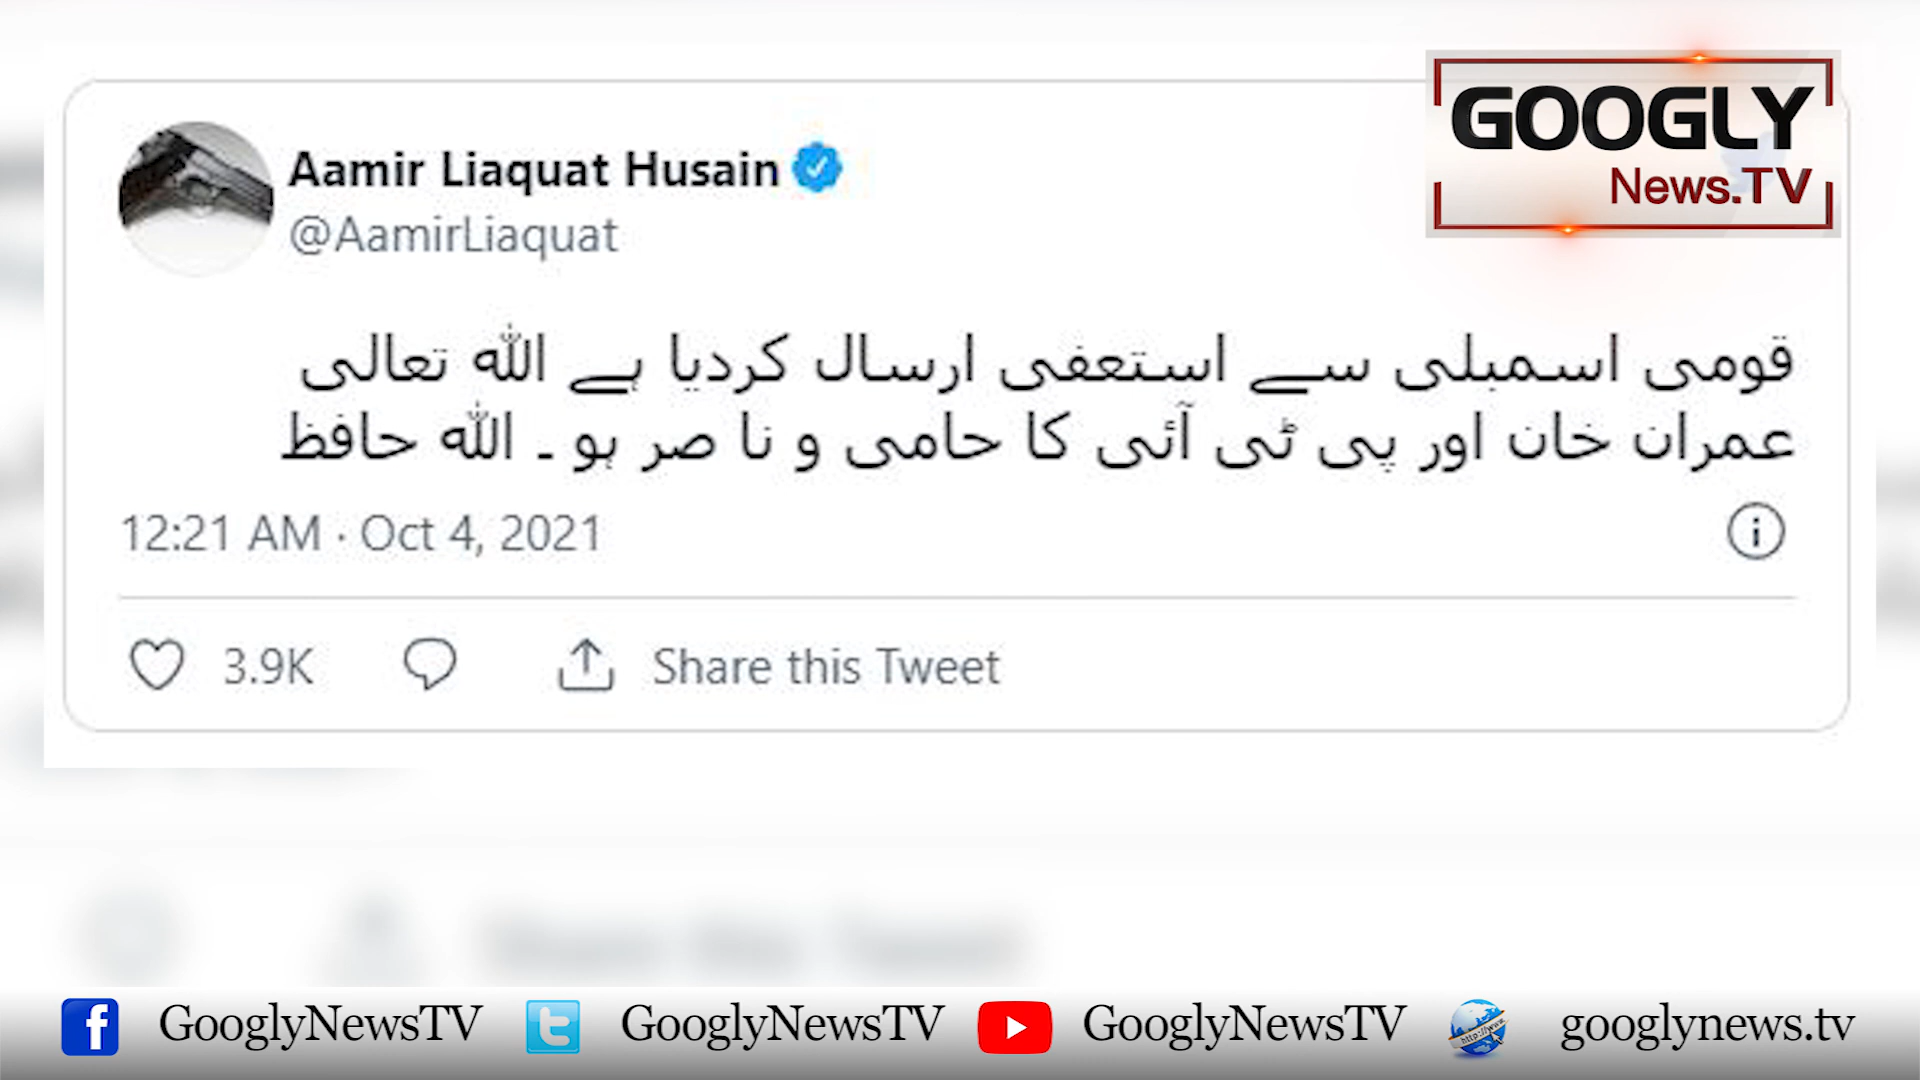 GOOGLY
News.TV
Aamir Liaquat Husain
@AamirLiaquat
قومی اسمبلی سے استعفی ارسال کردیا ہے اللہ تعالی
عمران خان اور پی ٹی آئی کا حامی و نا صر ہو ۔ اللہ حافظ
12:21 AM · Oct 4, 2021
3.9K Share this Tweet
GooglyNewsTV GooglyNewsTV GooglyNewsTV googlynews.tv